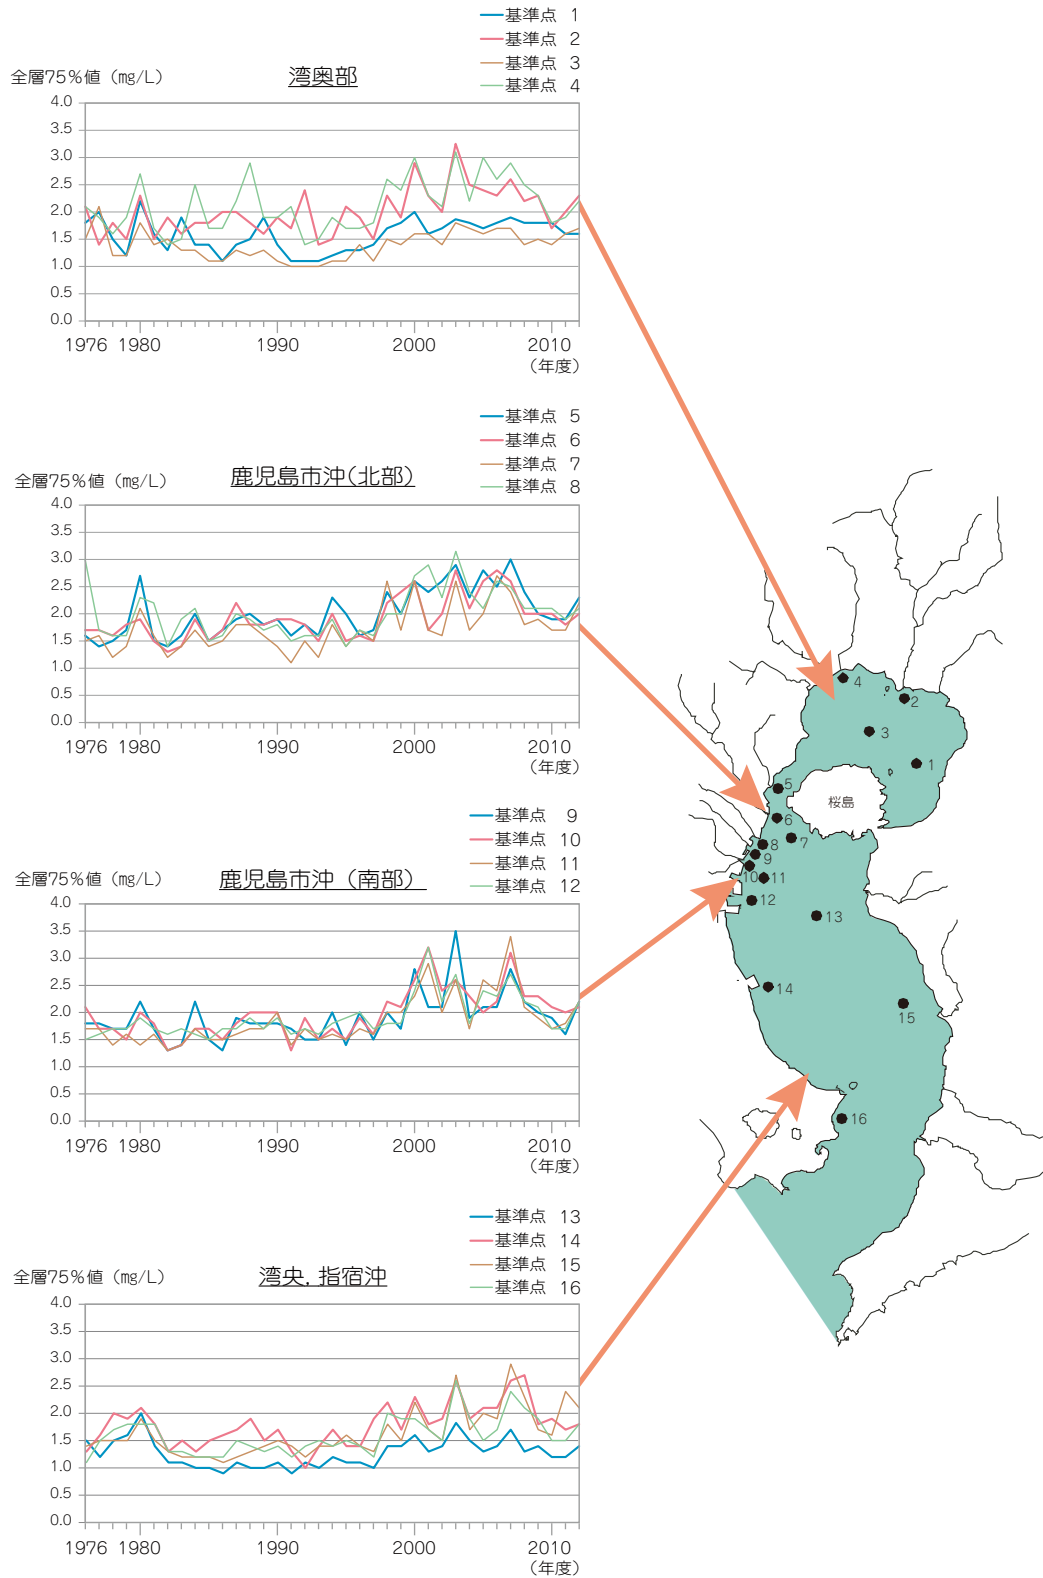 基準点 1
基準点 2
基準点 3
基準点 4
全層75%値（mg/L）
湾奥部
4.0
3.5
3.0
2.5
2.0
1.5
1.0
0.5
0.0
1976 1980 1990 2000 2010
（年度）
基準点 5
基準点 6
基準点 7
基準点 8
全層75%値（mg/L）
鹿児島市沖（北部）
4.0
3.5
3.0
2.5
2.0
1.5
1.0
0.5
0.0
1976 1980 1990 2000 2010
（年度）
基準点 9
基準点 10
基準点 11
基準点 12
全層75%値（mg/L）
鹿児島市沖（南部）
4.0
3.5
3.0
2.5
2.0
1.5
1.0
0.5
0.0
1976 1980 1990 2000 2010
（年度）
基準点 13
基準点 14
基準点 15
基準点 16
全層75%値（mg/L）
湾央，指宿沖
4.0
3.5
3.0
2.5
2.0
1.5
1.0
0.5
0.0
1976 1980 1990 2000 2010
（年度）
4
2
3
1
5
桜島
6
7
8
9
10
11
12
13
14
15
16